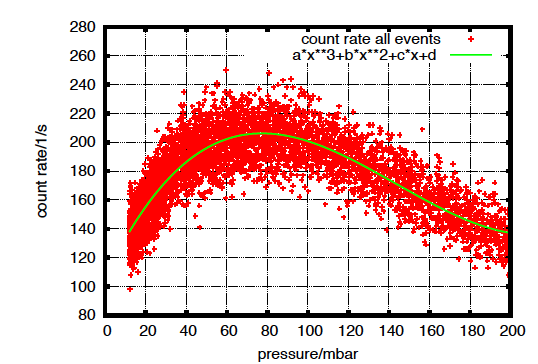 280
260
240
220
200
180
160
140
120
100
80
count rate/1/s
count rate all events
a*x**3+b*x**2+c*x+d
0 20 40 60 80 100 120 140 160 180 200
pressure/mbar